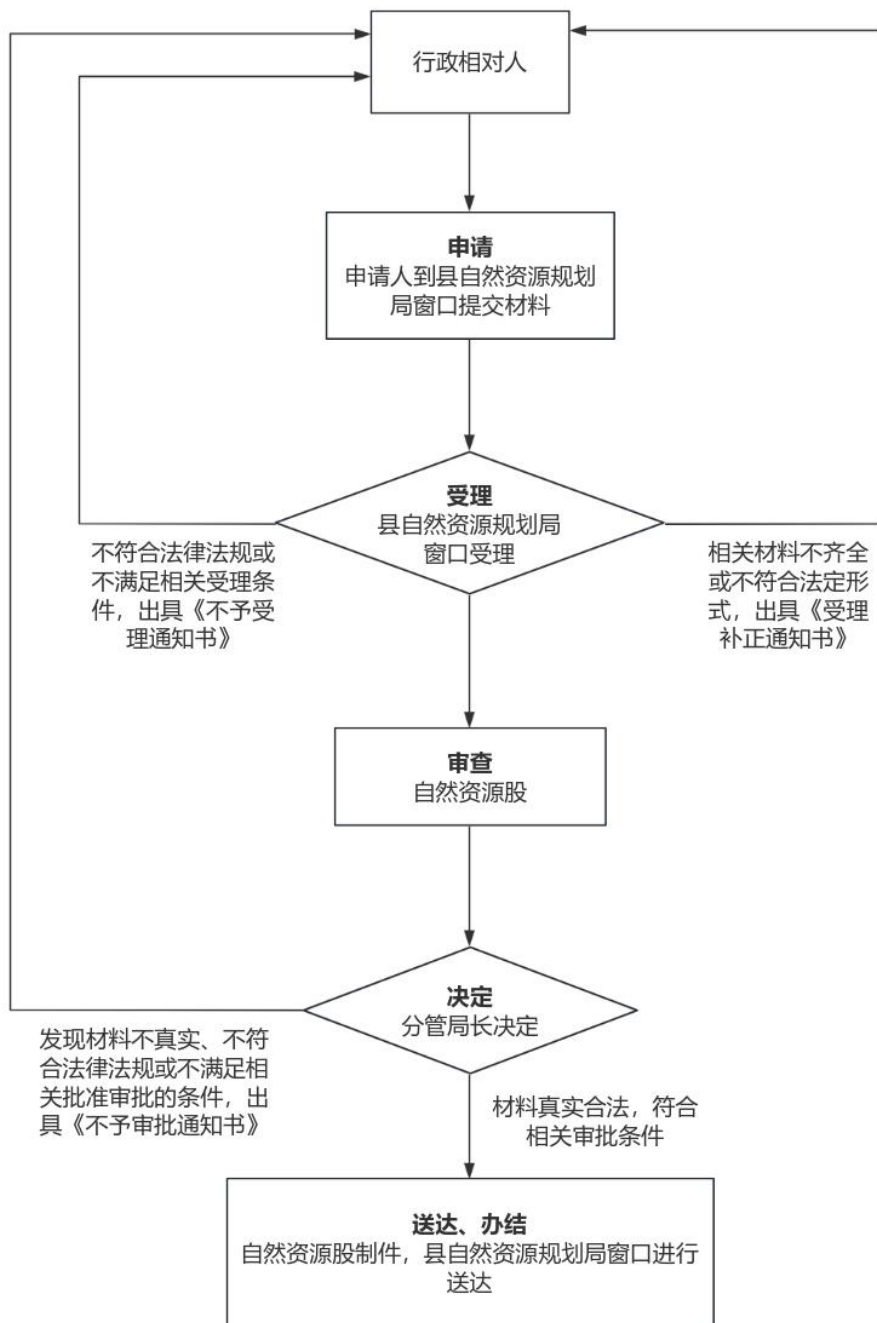 行政相对人
申请
申请人到县自然资源规划
局窗口提交材料
受理
县自然资源规划局
窗口受理
不符合法律法规或
不满足相关受理条
件，出具《不予受
理通知书》
相关材料不齐全
或不符合法定形
式，出具《受理
补正通知书》
审查
自然资源股
决定
分管局长决定
发现材料不真实、不符
合法律法规或不满足相
关批准审批的条件，出
具《不予审批通知书》
材料真实合法，符合
相关审批条件
送达、办结
自然资源股制件，县自然资源规划局窗口进行
送达